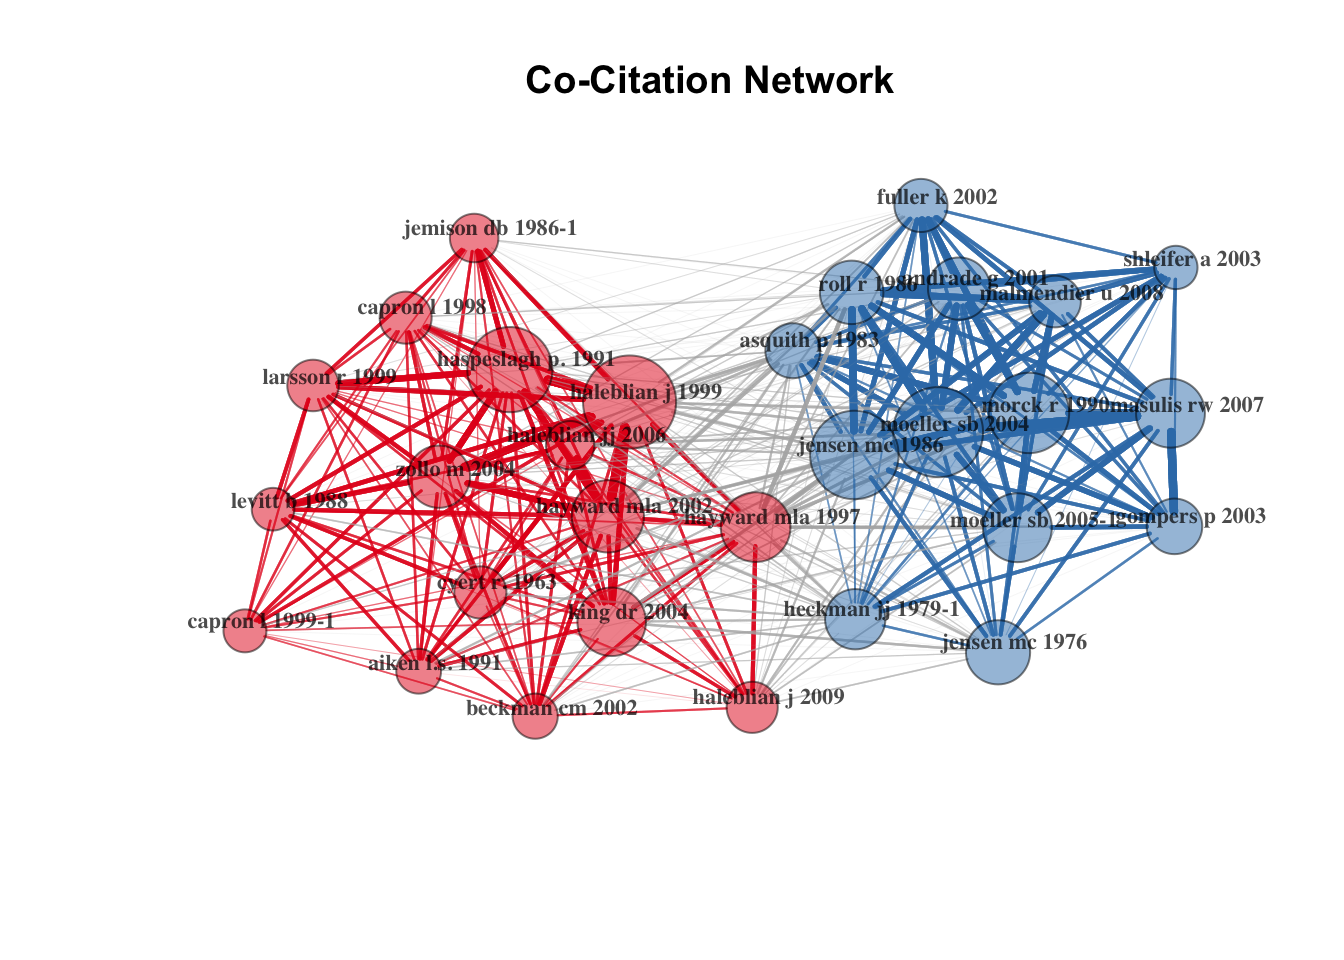 Co-Citation Network
fuller k 2002
jemison db 1986-1
shleifer a 2003
andrade g 2001
roll r 1986
malmendier u 2008
capron l 1998
asquith p 1983
haspeslagh p. 1991
larsson r 1999
haleblian j 1999
morck r 1990
masulis rw 2007
moeller sb 2004
haleblian jj 2006
jensen mc 1986
zollo m 2004
levitt b 1988
hayward mla 2002
hayward mla 1997
moeller sb 2005-1
gompers p 2003
cyert r. 1963
heckman jj 1979-1
king dr 2004
capron l 1999-1
jensen mc 1976
aiken l.s. 1991
haleblian j 2009
beckman cm 2002